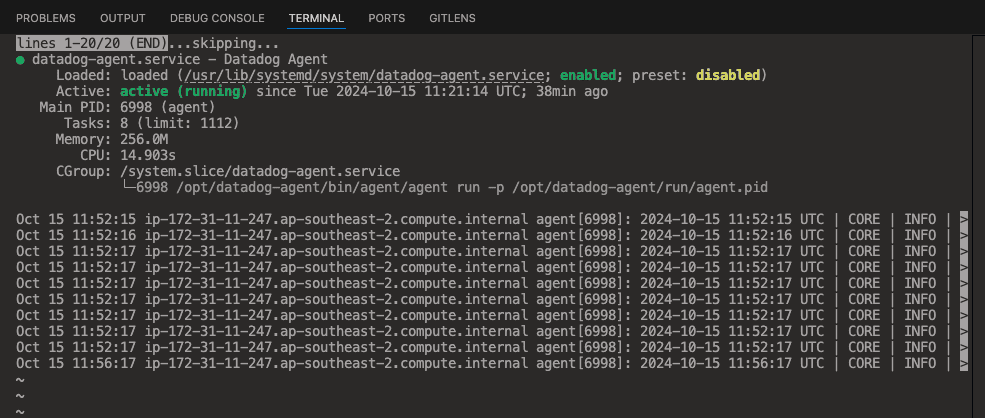 PROBLEMS OUTPUT DEBUG CONSOLE TERMINAL PORTS GITLENS
lines 1-20/20 (END)...skipping...
● datadog-agent.service - Datadog Agent
Loaded: loaded (/usr/lib/systemd/system/datadog-agent.service; enabled; preset: disabled)
Active: active (running) since Tue 2024-10-15 11:21:14 UTC; 38min ago
Main PID: 6998 (agent)
Tasks: 8 (limit: 1112)
Memory: 256.0M
CPU: 14.903s
CGroup: /system.slice/datadog-agent.service
└─6998 /opt/datadog-agent/bin/agent/agent run -p /opt/datadog-agent/run/agent.pid
Oct 15 11:52:15 ip-172-31-11-247.ap-southeast-2.compute.internal agent[6998]: 2024-10-15 11:52:15 UTC | CORE | INFO | >
Oct 15 11:52:16 ip-172-31-11-247.ap-southeast-2.compute.internal agent[6998]: 2024-10-15 11:52:16 UTC | CORE | INFO | >
Oct 15 11:52:17 ip-172-31-11-247.ap-southeast-2.compute.internal agent[6998]: 2024-10-15 11:52:17 UTC | CORE | INFO | >
Oct 15 11:52:17 ip-172-31-11-247.ap-southeast-2.compute.internal agent[6998]: 2024-10-15 11:52:17 UTC | CORE | INFO | >
Oct 15 11:52:17 ip-172-31-11-247.ap-southeast-2.compute.internal agent[6998]: 2024-10-15 11:52:17 UTC | CORE | INFO | >
Oct 15 11:52:17 ip-172-31-11-247.ap-southeast-2.compute.internal agent[6998]: 2024-10-15 11:52:17 UTC | CORE | INFO | >
Oct 15 11:52:17 ip-172-31-11-247.ap-southeast-2.compute.internal agent[6998]: 2024-10-15 11:52:17 UTC | CORE | INFO | >
Oct 15 11:52:17 ip-172-31-11-247.ap-southeast-2.compute.internal agent[6998]: 2024-10-15 11:52:17 UTC | CORE | INFO | >
Oct 15 11:52:17 ip-172-31-11-247.ap-southeast-2.compute.internal agent[6998]: 2024-10-15 11:52:17 UTC | CORE | INFO | >
Oct 15 11:56:17 ip-172-31-11-247.ap-southeast-2.compute.internal agent[6998]: 2024-10-15 11:56:17 UTC | CORE | INFO | >
~
~
~